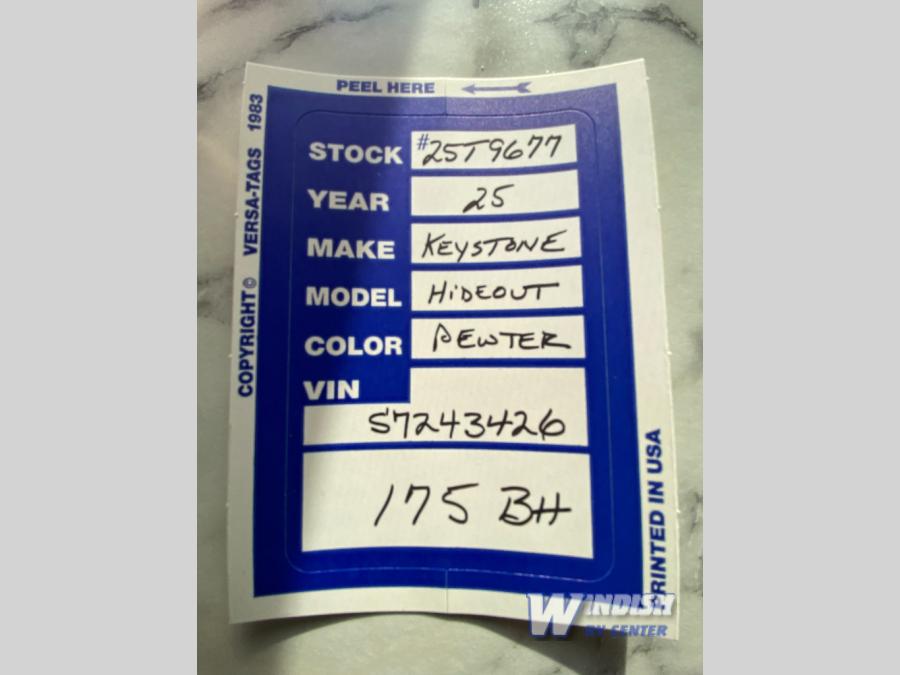 PEEL HERE
COPYRIGHT © VERSA-TAGS 1983
STOCK #25T9677
YEAR 25
MAKE KEYSTONE
MODEL HIDEOUT
COLOR PEWTER
VIN
S7243426
175 BH
PRINTED IN USA
WINDISH
RV CENTER